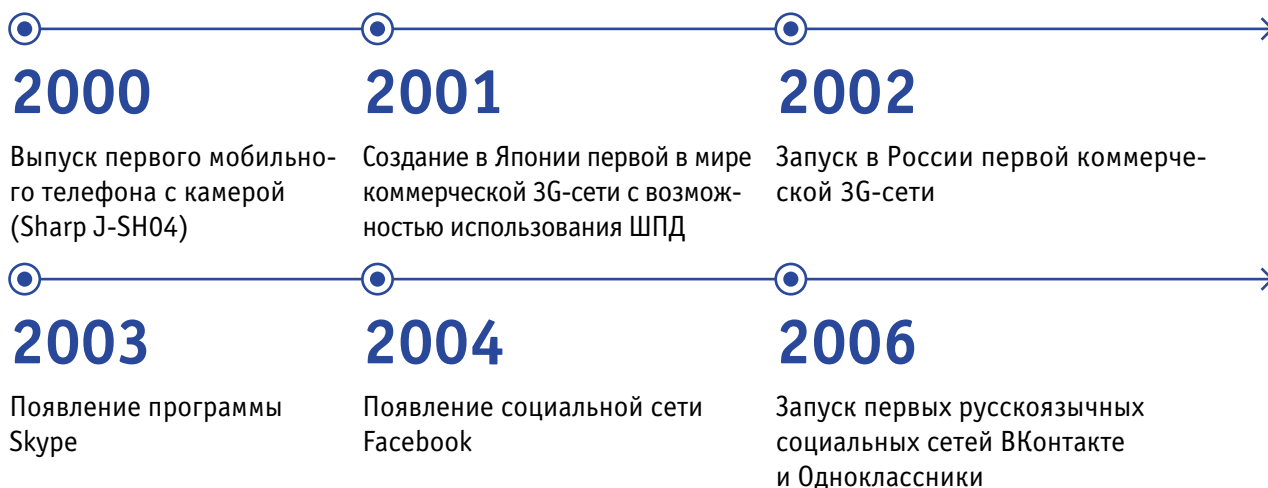 2000
Выпуск первого мобильно-
го телефона с камерой
(Sharp J-SH04)
2001
Создание в Японии первой в мире
коммерческой 3G-сети с возмож-
ностью использования ШПД
2002
Запуск в России первой коммерче-
ской 3G-сети
2003
Появление программы
Skype
2004
Появление социальной сети
Facebook
2006
Запуск первых русскоязычных
социальных сетей ВКонтакте
и Одноклассники